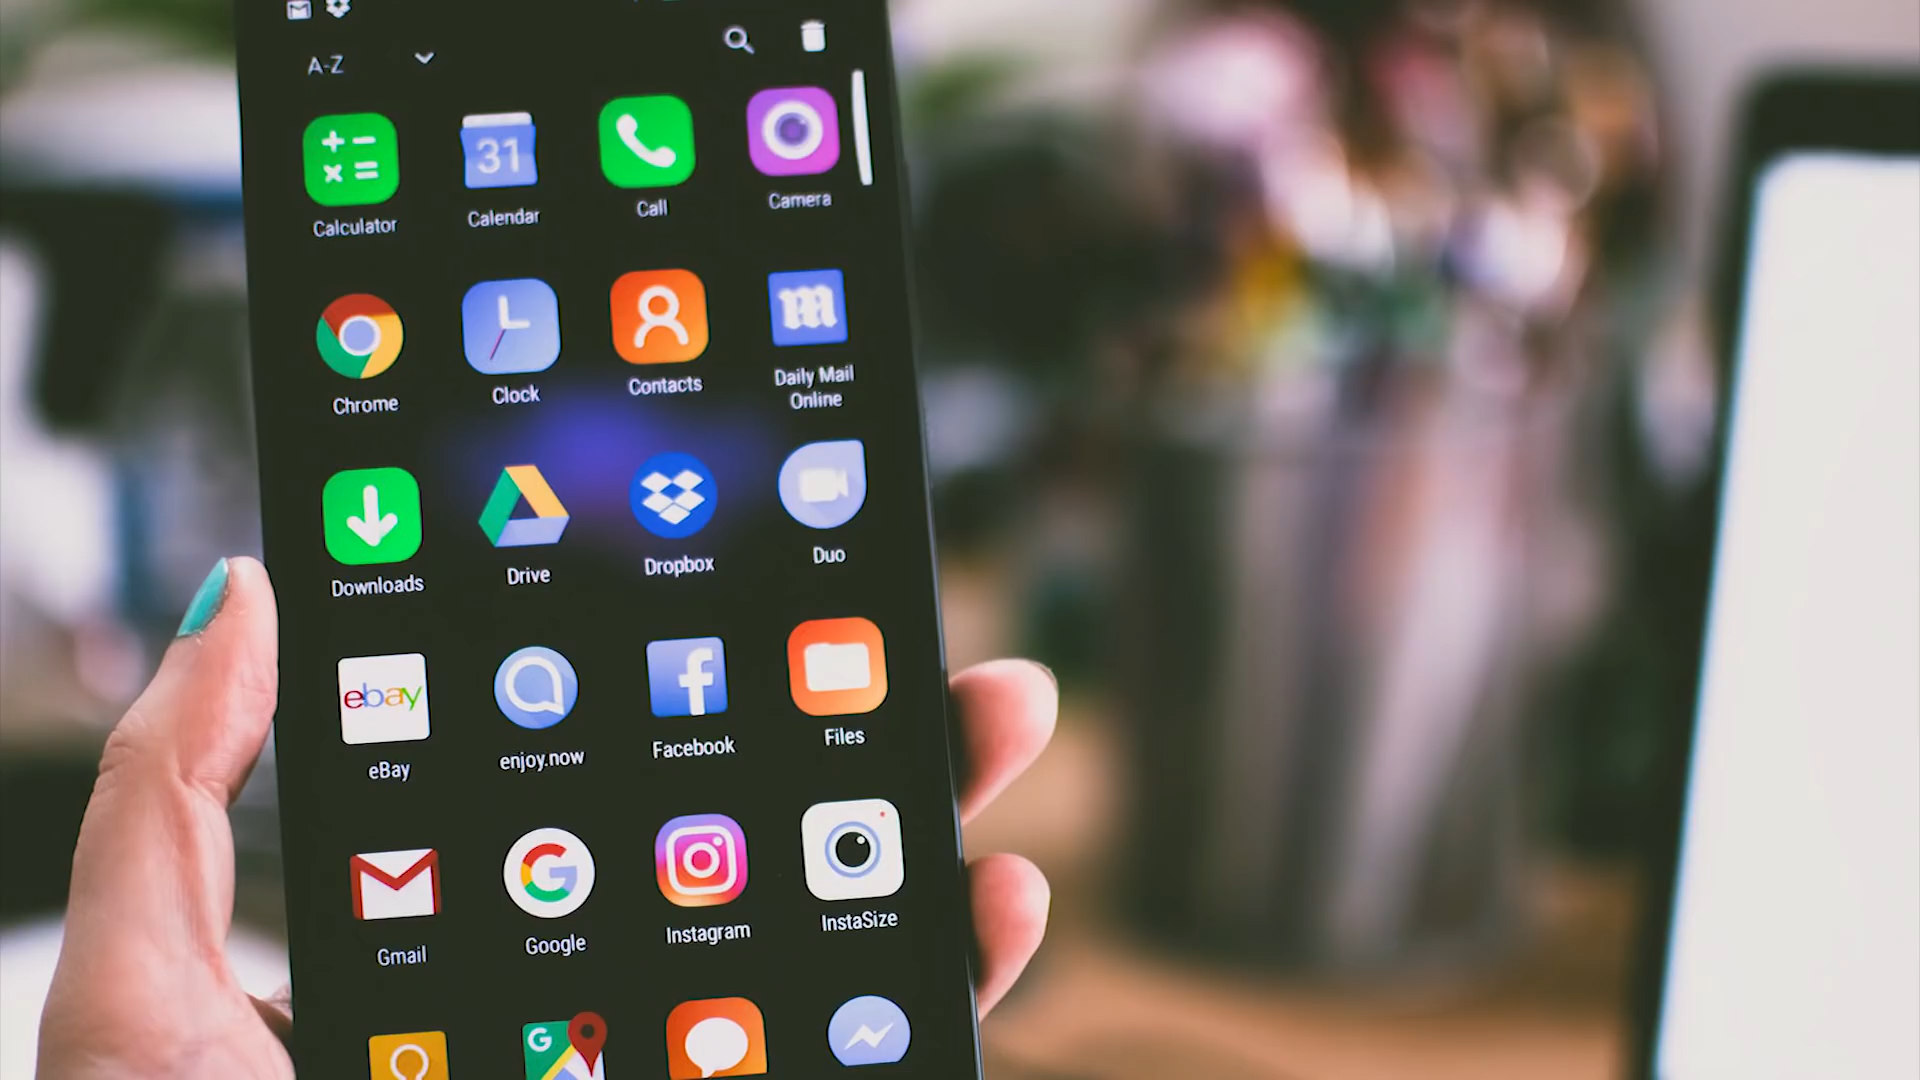 A-Z
31
Calculator
Calendar
Call
Camera
Chrome
Clock
Contacts
Daily Mail
Online
Downloads
Drive
Dropbox
Duo
ebay
f
eBay
enjoy.now
Facebook
Files
G
Gmail
Google
Instagram
InstaSize
G